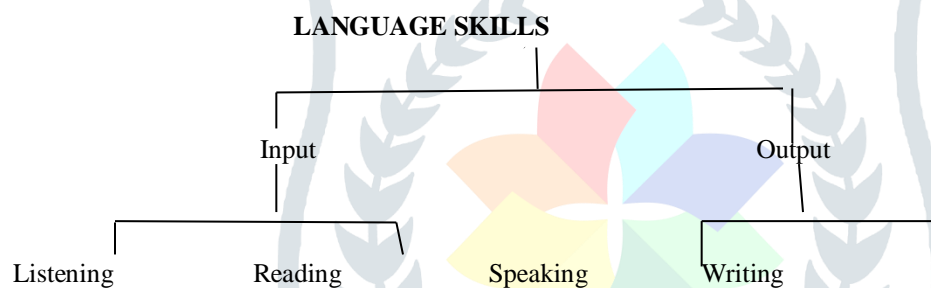 LANGUAGE SKILLS
Input Output
Listening Reading Speaking Writing